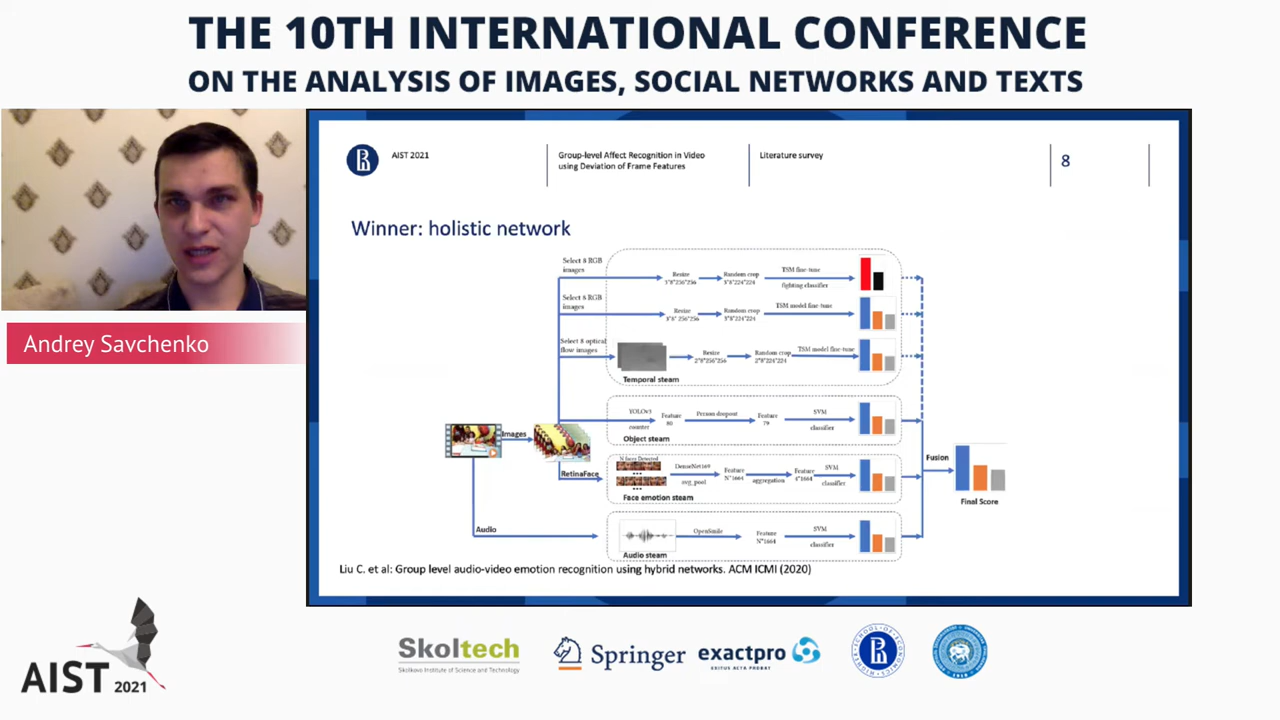 THE 10TH INTERNATIONAL CONFERENCE
ON THE ANALYSIS OF IMAGES, SOCIAL NETWORKS AND TEXTS
AIST 2021
Group-level Affect Recognition in Video
using Deviation of Frame Features
Literature survey
8
Winner: holistic network
Select 8 RGB
images
Resize
3*8*256*256
Random crop
3*8*224*224
TSM fine-tune
fighting classifier
Select 8 RGB
images
Resize
3*8* 256*256
Random crop
3*8*224*224
TSM model fine-tune
Select 8 optical
flow images
Resize
2*8*256*256
Random crop
2*8*224*224
TSM model fine-tune
Temporal steam
YOLOv3
counter
Feature
80
Person dropout
Feature
79
SVM
classifier
Object steam
Images
RetinaFace
N faces Detected
DenseNet169
avg_pool
Feature
N*1664
aggregation
Feature
4*1664
SVM
classifier
Face emotion steam
Fusion
Final Score
Audio
OpenSmile
Feature
N*1664
SVM
classifier
Audio steam
Liu C. et al: Group level audio-video emotion recognition using hybrid networks. ACM ICMI (2020)
Andrey Savchenko
AIST 2021
Skoltech
Skolkovo Institute of Science and Technology
Springer
exactpro
EXITUS ACTA PROBAT
HIGHER SCHOOL OF ECONOMICS